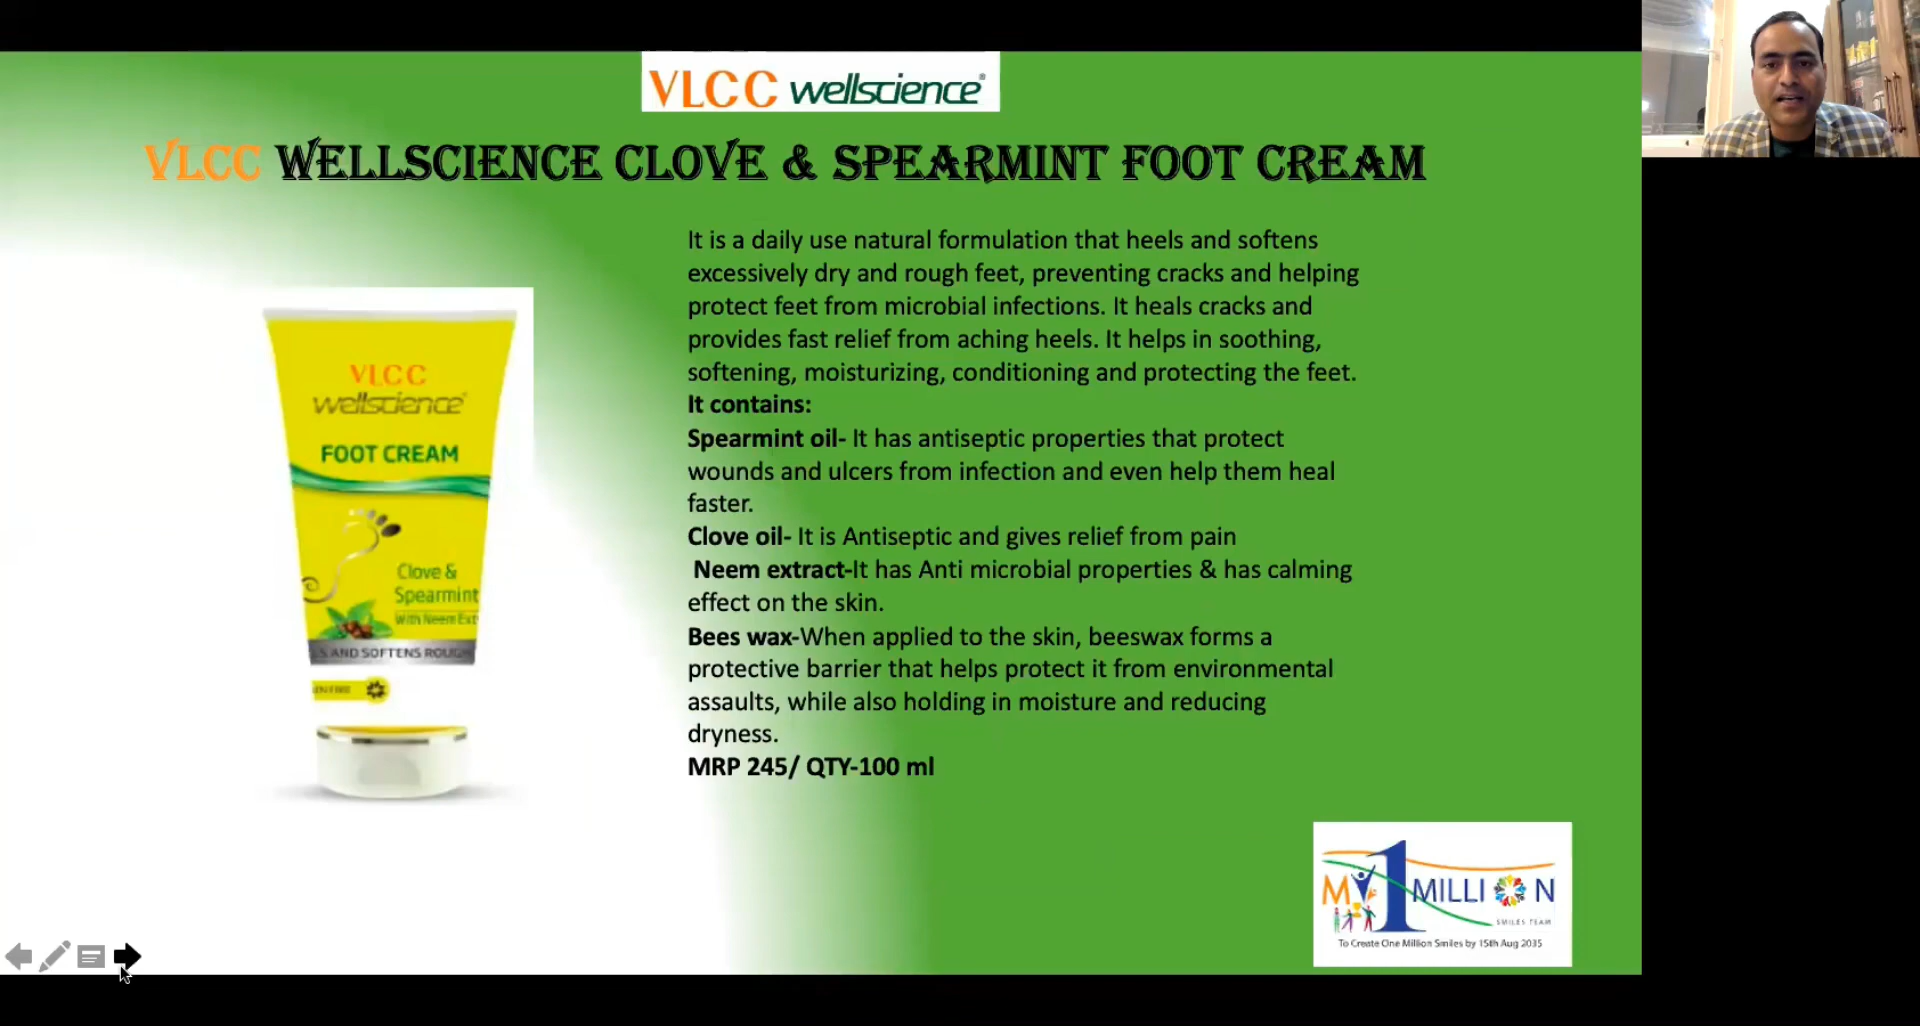 VLCC wellscience®
VLCC WELLSCIENCE CLOVE & SPEARMINT FOOT CREAM
It is a daily use natural formulation that heels and softens
excessively dry and rough feet, preventing cracks and helping
protect feet from microbial infections. It heals cracks and
provides fast relief from aching heels. It helps in soothing,
softening, moisturizing, conditioning and protecting the feet.
It contains:
Spearmint oil- It has antiseptic properties that protect
wounds and ulcers from infection and even help them heal
faster.
Clove oil- It is Antiseptic and gives relief from pain
Neem extract-It has Anti microbial properties & has calming
effect on the skin.
Bees wax-When applied to the skin, beeswax forms a
protective barrier that helps protect it from environmental
assaults, while also holding in moisture and reducing
dryness.
MRP 245/ QTY-100 ml
VLCC
wellscience®
FOOT CREAM
Clove &
Spearmint
With Neem Ext
S AND SOFTENS ROUG
MY 1 MILLION
SMILES TEAM
To Create One Million Smiles by 15th Aug 2035